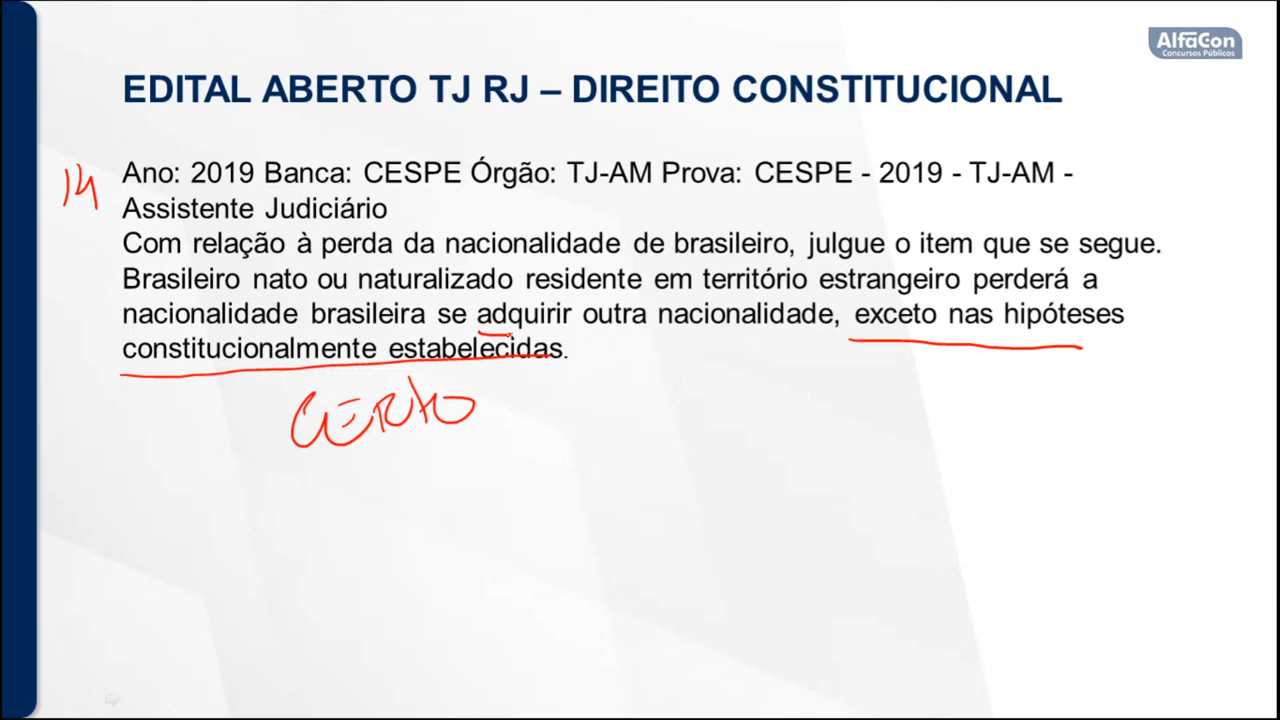 AlfaCon
Concursos Públicos
EDITAL ABERTO TJ RJ – DIREITO CONSTITUCIONAL
14
Ano: 2019 Banca: CESPE Órgão: TJ-AM Prova: CESPE - 2019 - TJ-AM -
Assistente Judiciário
Com relação à perda da nacionalidade de brasileiro, julgue o item que se segue.
Brasileiro nato ou naturalizado residente em território estrangeiro perderá a
nacionalidade brasileira se adquirir outra nacionalidade, exceto nas hipóteses
constitucionalmente estabelecidas.
CERTO